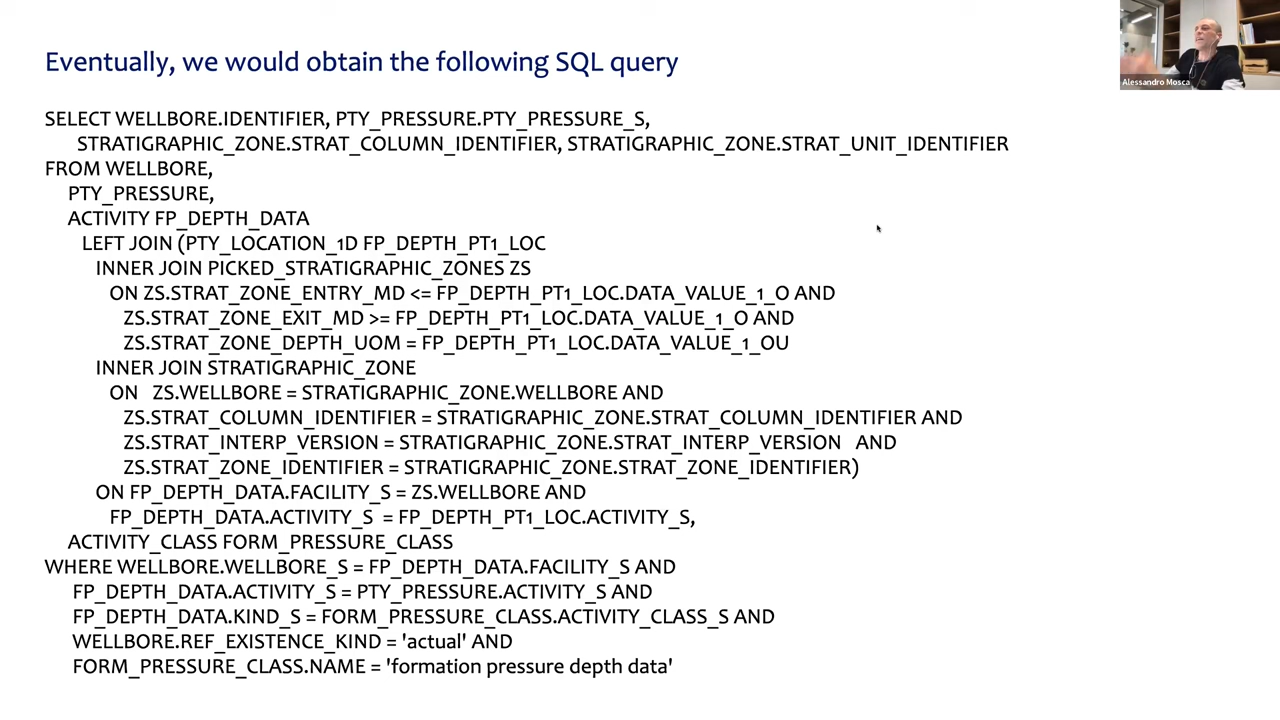 Eventually, we would obtain the following SQL query
Alessandro Mosca
SELECT WELLBORE.IDENTIFIER, PTY_PRESSURE.PTY_PRESSURE_S,
STRATIGRAPHIC_ZONE.STRAT_COLUMN_IDENTIFIER, STRATIGRAPHIC_ZONE.STRAT_UNIT_IDENTIFIER
FROM WELLBORE,
PTY_PRESSURE,
ACTIVITY FP_DEPTH_DATA
LEFT JOIN (PTY_LOCATION_1D FP_DEPTH_PT1_LOC
INNER JOIN PICKED_STRATIGRAPHIC_ZONES ZS
ON ZS.STRAT_ZONE_ENTRY_MD <= FP_DEPTH_PT1_LOC.DATA_VALUE_1_O AND
ZS.STRAT_ZONE_EXIT_MD >= FP_DEPTH_PT1_LOC.DATA_VALUE_1_O AND
ZS.STRAT_ZONE_DEPTH_UOM = FP_DEPTH_PT1_LOC.DATA_VALUE_1_OU
INNER JOIN STRATIGRAPHIC_ZONE
ON ZS.WELLBORE = STRATIGRAPHIC_ZONE.WELLBORE AND
ZS.STRAT_COLUMN_IDENTIFIER = STRATIGRAPHIC_ZONE.STRAT_COLUMN_IDENTIFIER AND
ZS.STRAT_INTERP_VERSION = STRATIGRAPHIC_ZONE.STRAT_INTERP_VERSION AND
ZS.STRAT_ZONE_IDENTIFIER = STRATIGRAPHIC_ZONE.STRAT_ZONE_IDENTIFIER)
ON FP_DEPTH_DATA.FACILITY_S = ZS.WELLBORE AND
FP_DEPTH_DATA.ACTIVITY_S = FP_DEPTH_PT1_LOC.ACTIVITY_S,
ACTIVITY_CLASS FORM_PRESSURE_CLASS
WHERE WELLBORE.WELLBORE_S = FP_DEPTH_DATA.FACILITY_S AND
FP_DEPTH_DATA.ACTIVITY_S = PTY_PRESSURE.ACTIVITY_S AND
FP_DEPTH_DATA.KIND_S = FORM_PRESSURE_CLASS.ACTIVITY_CLASS_S AND
WELLBORE.REF_EXISTENCE_KIND = 'actual' AND
FORM_PRESSURE_CLASS.NAME = 'formation pressure depth data'